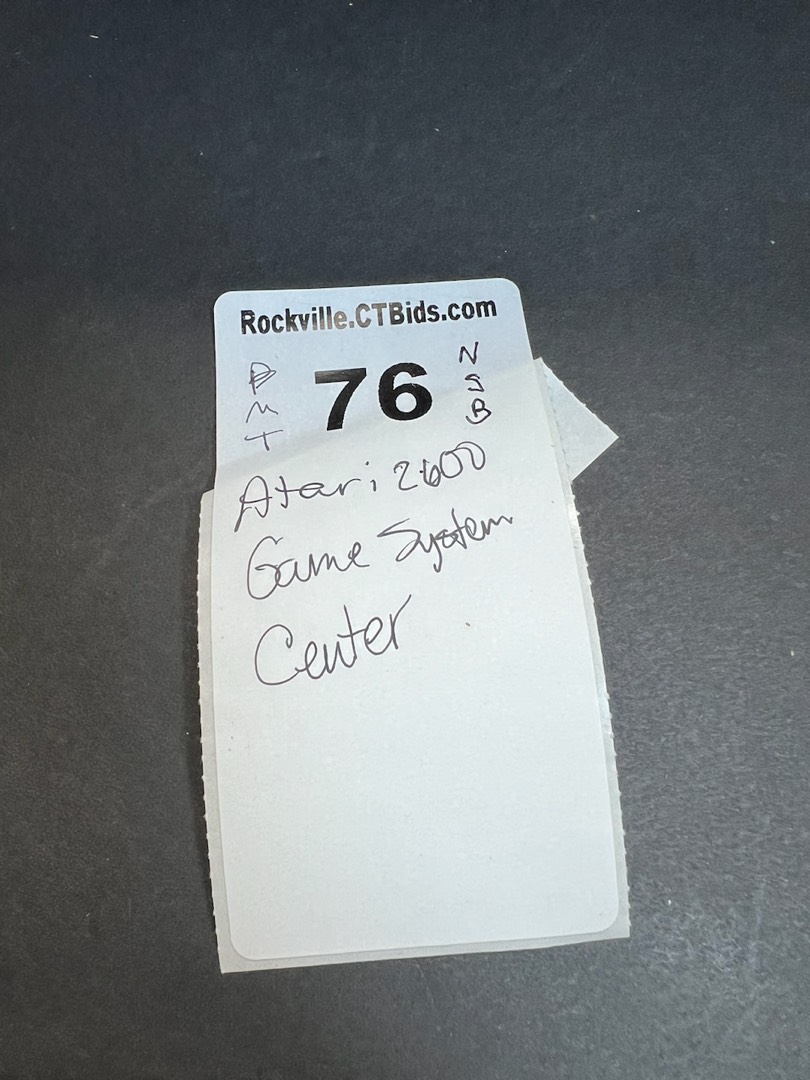 Rockville.CTBids.com
76
P
M
T
N
S
B
Atari 2600
Game System
Center